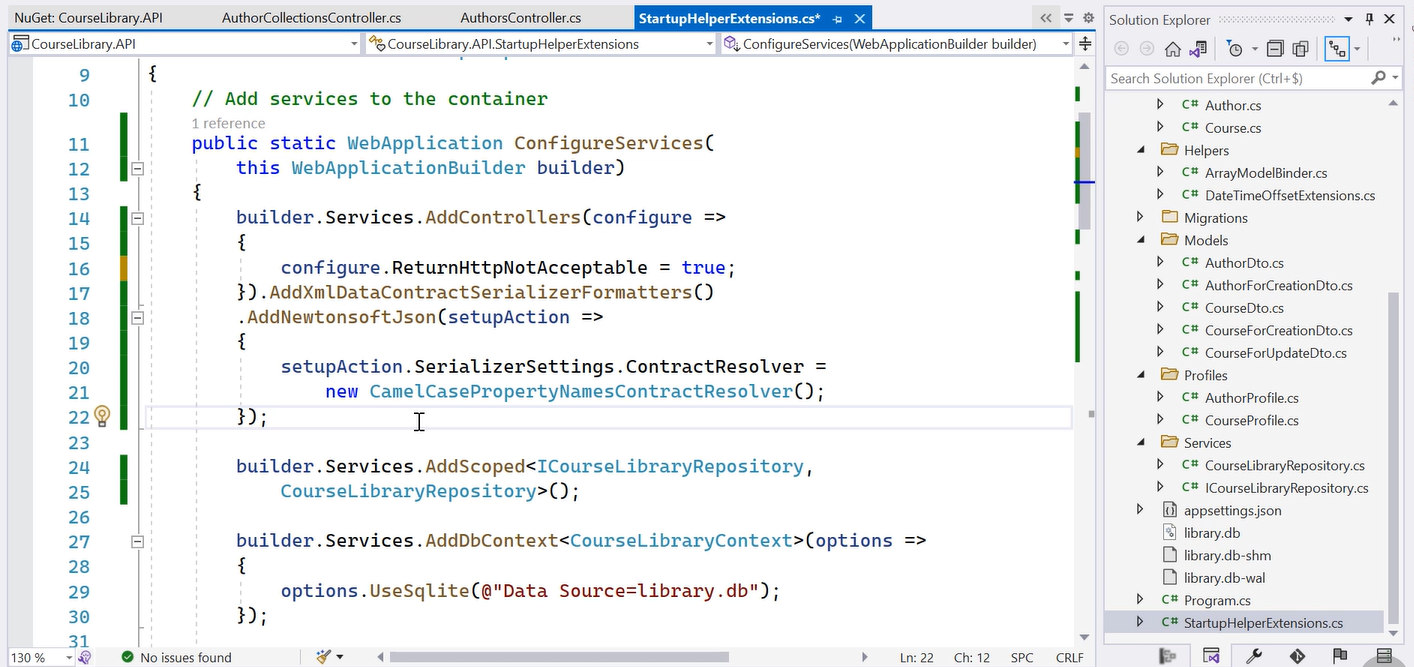 NuGet: CourseLibrary.API AuthorCollectionsController.cs AuthorsController.cs StartupHelperExtensions.cs*
CourseLibrary.API CourseLibrary.API.StartupHelperExtensions ConfigureServices(WebApplicationBuilder builder)
9 {
10 // Add services to the container
1 reference
11 public static WebApplication ConfigureServices(
12 this WebApplicationBuilder builder)
13 {
14 builder.Services.AddControllers(configure =>
15 {
16 configure.ReturnHttpNotAcceptable = true;
17 }).AddXmlDataContractSerializerFormatters()
18 .AddNewtonsoftJson(setupAction =>
19 {
20 setupAction.SerializerSettings.ContractResolver =
21 new CamelCasePropertyNamesContractResolver();
22 });
23
24 builder.Services.AddScoped<ICourseLibraryRepository,
25 CourseLibraryRepository>();
26
27 builder.Services.AddDbContext<CourseLibraryContext>(options =>
28 {
29 options.UseSqlite(@"Data Source=library.db");
30 });
31
130 % No issues found Ln: 22 Ch: 12 SPC CRLF
Solution Explorer
Search Solution Explorer (Ctrl+$)
C# Author.cs
C# Course.cs
Helpers
C# ArrayModelBinder.cs
C# DateTimeOffsetExtensions.cs
Migrations
Models
C# AuthorDto.cs
C# AuthorForCreationDto.cs
C# CourseDto.cs
C# CourseForCreationDto.cs
C# CourseForUpdateDto.cs
Profiles
C# AuthorProfile.cs
C# CourseProfile.cs
Services
C# CourseLibraryRepository.cs
C# ICourseLibraryRepository.cs
appsettings.json
library.db
library.db-shm
library.db-wal
C# Program.cs
C# StartupHelperExtensions.cs